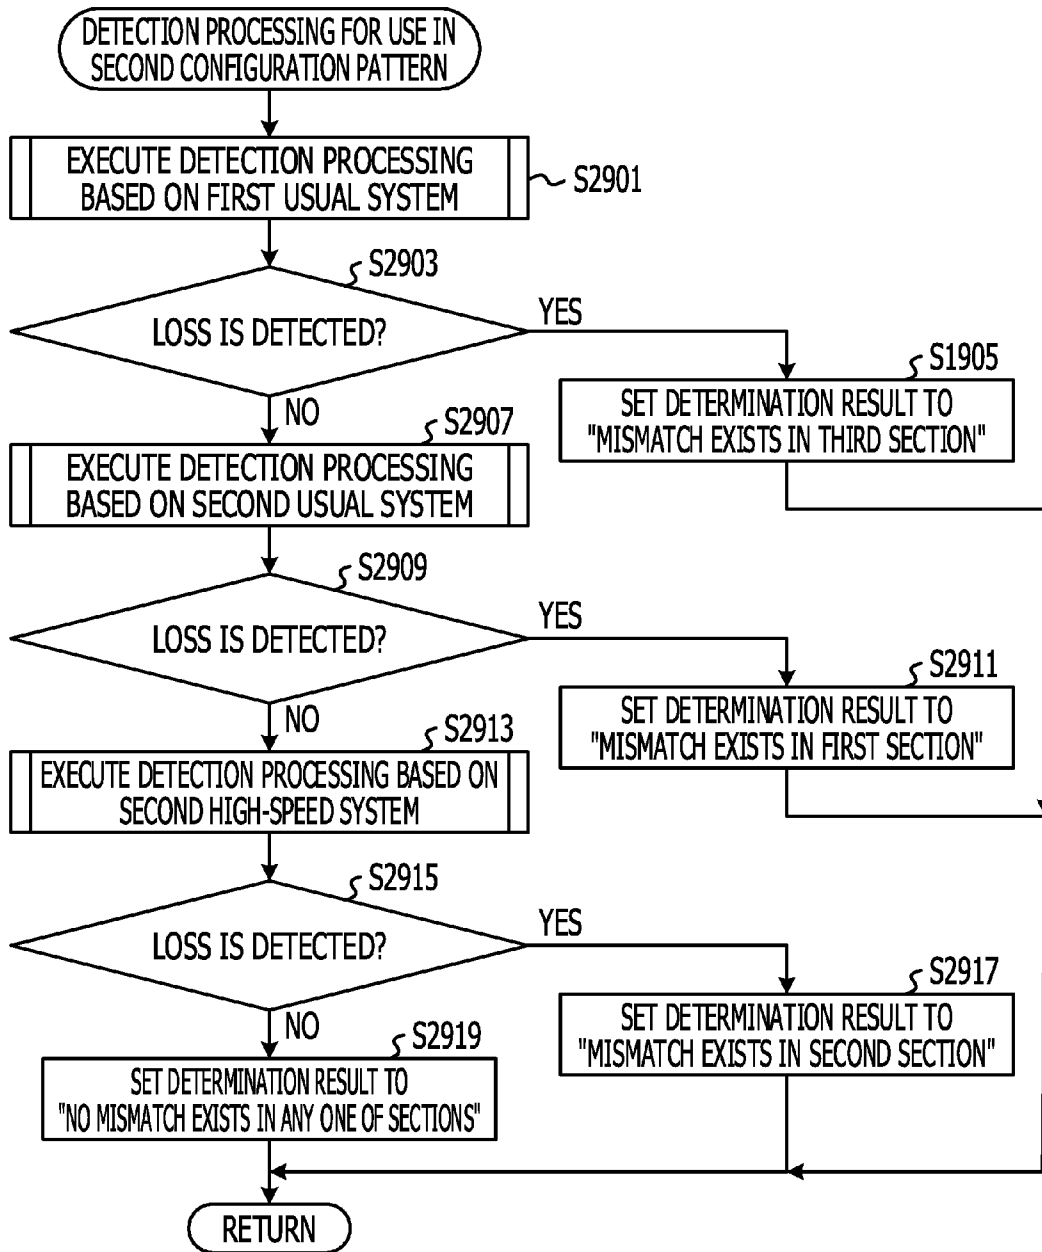 DETECTION PROCESSING FOR USE IN
SECOND CONFIGURATION PATTERN
EXECUTE DETECTION PROCESSING
BASED ON FIRST USUAL SYSTEM
S2901
S2903
LOSS IS DETECTED?
YES
S1905
SET DETERMINATION RESULT TO
"MISMATCH EXISTS IN THIRD SECTION"
NO
S2907
EXECUTE DETECTION PROCESSING
BASED ON SECOND USUAL SYSTEM
S2909
LOSS IS DETECTED?
YES
S2911
SET DETERMINATION RESULT TO
"MISMATCH EXISTS IN FIRST SECTION"
NO
S2913
EXECUTE DETECTION PROCESSING BASED ON
SECOND HIGH-SPEED SYSTEM
S2915
LOSS IS DETECTED?
YES
S2917
SET DETERMINATION RESULT TO
"MISMATCH EXISTS IN SECOND SECTION"
NO
S2919
SET DETERMINATION RESULT TO
"NO MISMATCH EXISTS IN ANY ONE OF SECTIONS"
RETURN